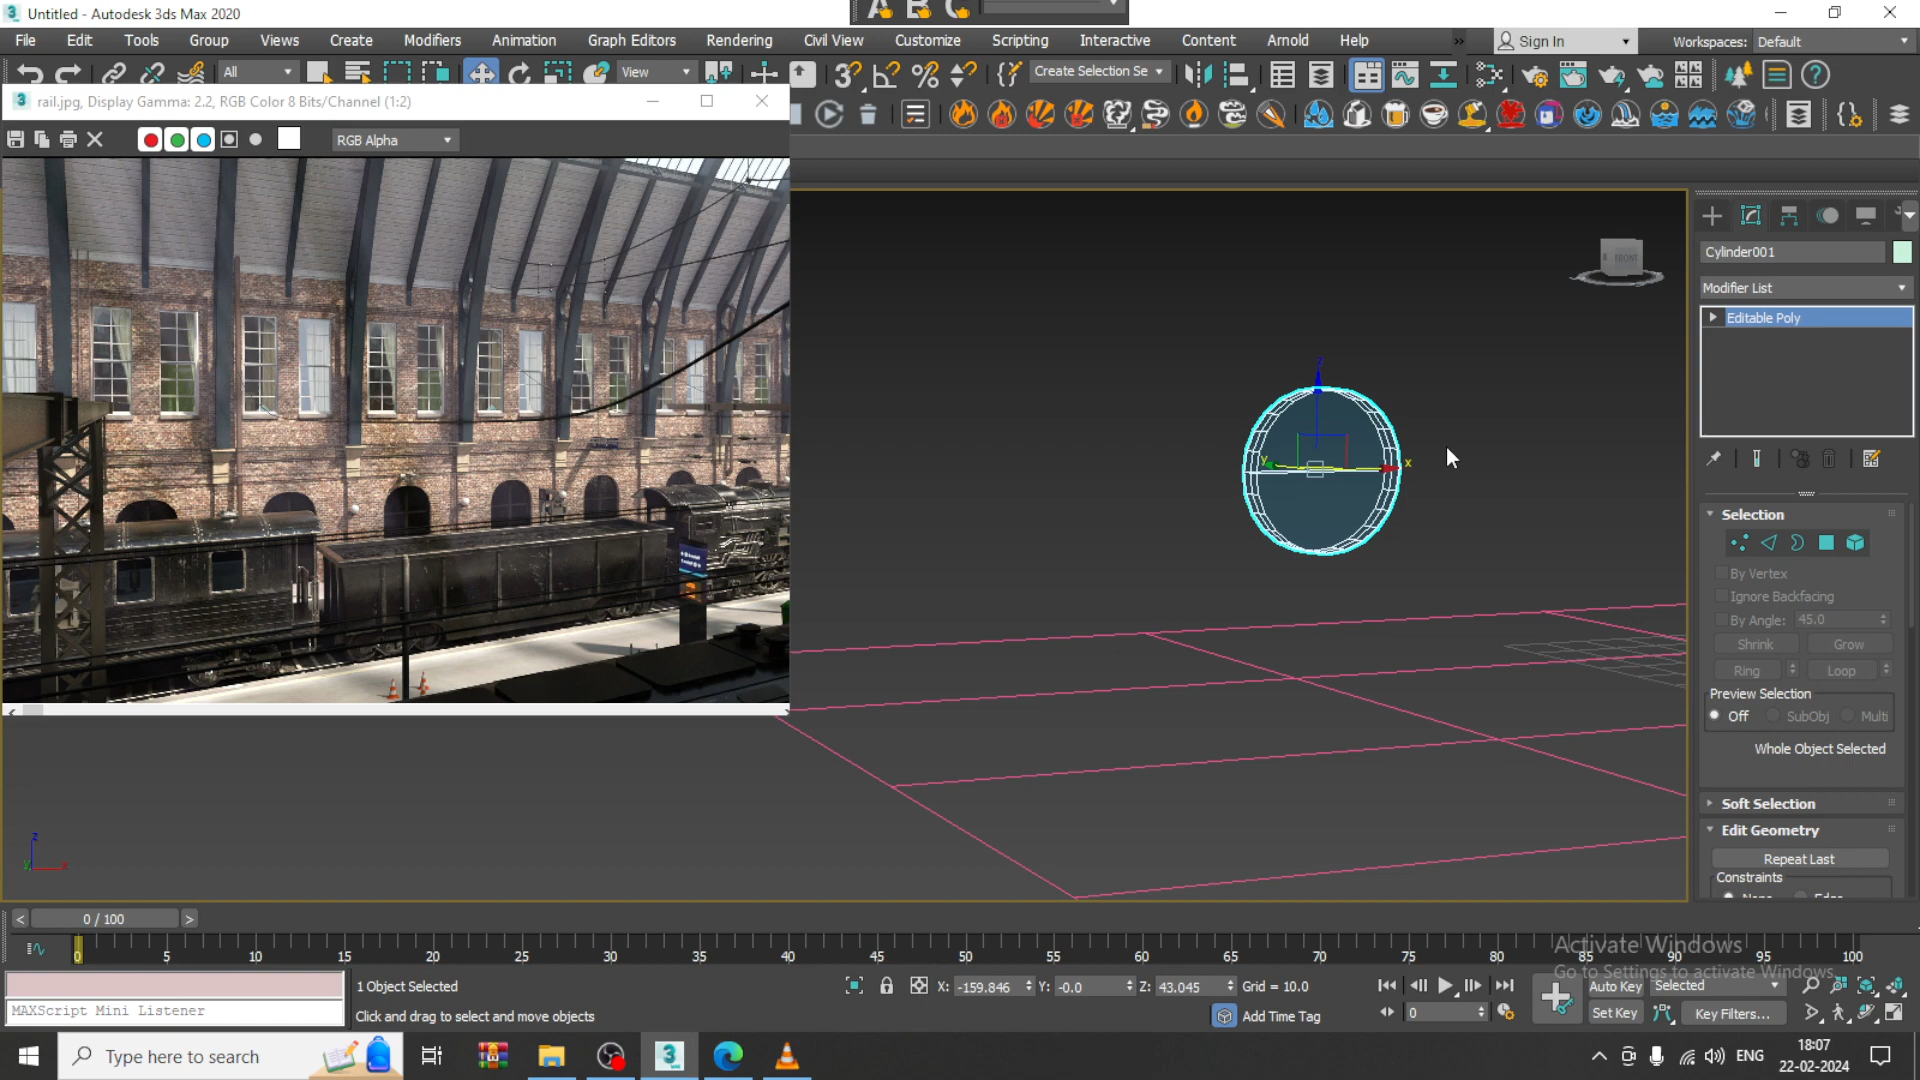 Untitled - Autodesk 3ds Max 2020
File Edit Tools Group Views Create Modifiers Animation Graph Editors Rendering Civil View Customize Scripting Interactive Content Arnold Help
Sign In
Workspaces: Default
All
View
Create Selection Se
rail.jpg, Display Gamma: 2.2, RGB Color 8 Bits/Channel (1:2)
RGB Alpha
FRONT
z
y
x
Cylinder001
Modifier List
Editable Poly
Selection
By Vertex
Ignore Backfacing
By Angle: 45.0
Shrink Grow
Ring Loop
Preview Selection
Off SubObj Multi
Whole Object Selected
Soft Selection
Edit Geometry
Repeat Last
Constraints
z
y x
< 0 / 100 >
0 5 10 15 20 25 30 35 40 45 50 55 60 65 70 75 80 85 90 95 100
Activate Windows
Go to Settings to activate Windows.
1 Object Selected
X: -159.846 Y: -0.0 Z: 43.045 Grid = 10.0
Auto Key Selected
MAXScript Mini Listener
Click and drag to select and move objects
Add Time Tag
0
Set Key Key Filters...
Type here to search
ENG
18:07
22-02-2024